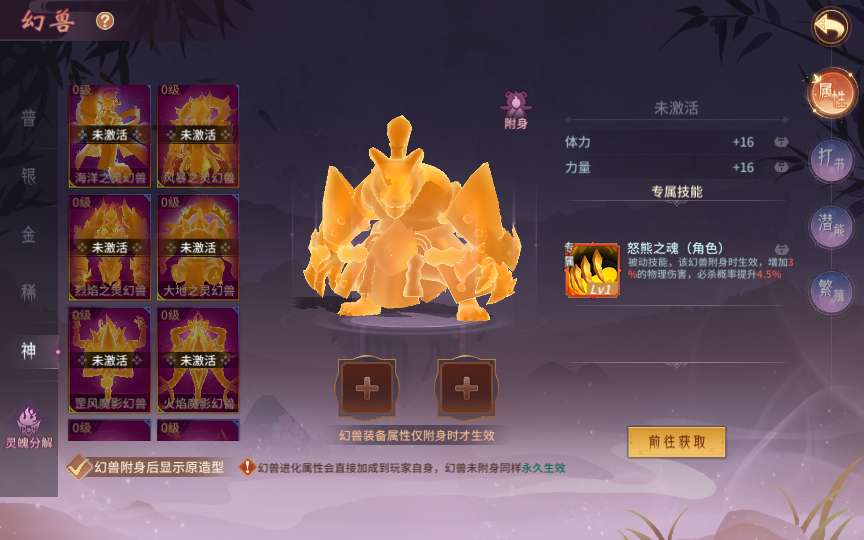 幻兽
?
普
银
金
稀
神
灵魄分解
0级
未激活
海洋之灵幻兽
0级
未激活
风暴之灵幻兽
0级
未激活
烈焰之灵幻兽
0级
未激活
大地之灵幻兽
0级
未激活
罡风魔影幻兽
0级
未激活
火焰魔影幻兽
0级
0级
附身
幻兽装备属性仅附身时才生效
幻兽附身后显示原造型
幻兽进化属性会直接加成到玩家自身，幻兽未附身同样永久生效
未激活
体力 +16
力量 +16
专属技能
Lv1
怒熊之魂（角色）
被动技能，该幻兽附身时生效，增加3
%的物理伤害，必杀概率提升4.5%
前往获取
属性
打书
潜能
繁殖